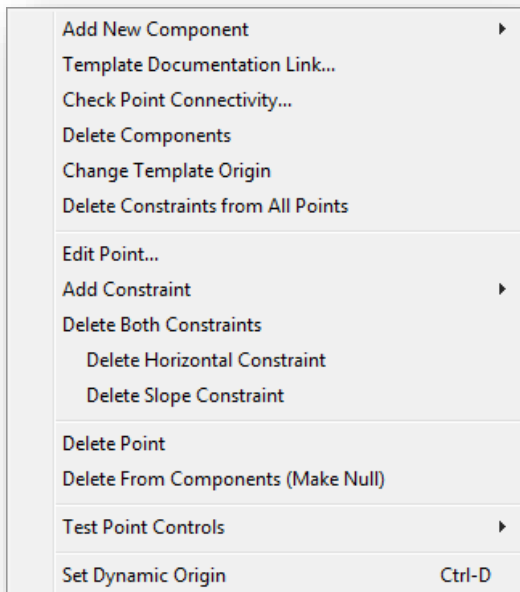 Add New Component
Template Documentation Link...
Check Point Connectivity...
Delete Components
Change Template Origin
Delete Constraints from All Points
Edit Point...
Add Constraint
Delete Both Constraints
Delete Horizontal Constraint
Delete Slope Constraint
Delete Point
Delete From Components (Make Null)
Test Point Controls
Set Dynamic Origin Ctrl-D